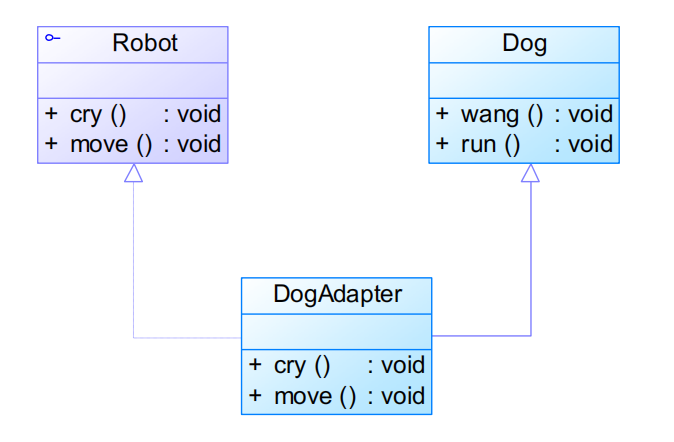 Robot
+ cry () : void
+ move () : void
Dog
+ wang () : void
+ run () : void
DogAdapter
+ cry () : void
+ move () : void